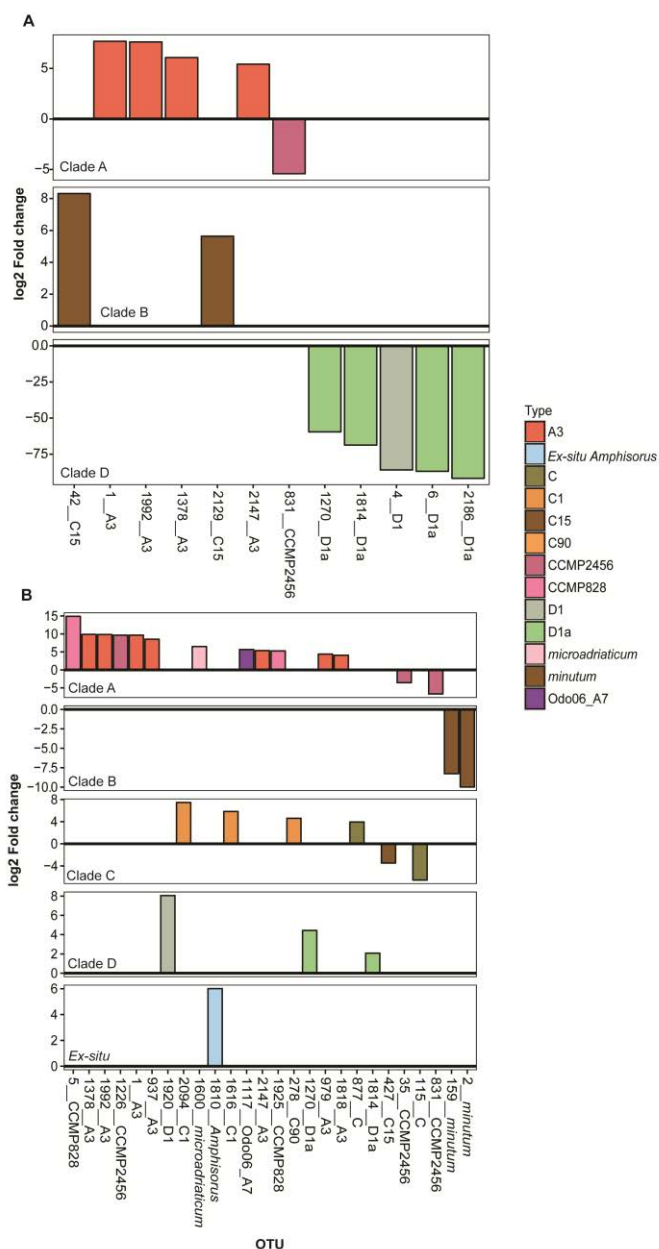 A
5
0
−5
Clade A
8
6
4
2
0
Clade B
0.0
−25
−50
−75
Clade D
log2 Fold change
42__C15
1__A3
1992__A3
1378__A3
2129__C15
2147__A3
831__CCMP2456
1270__D1a
1814__D1a
4__D1
6__D1a
2186__D1a
Type
A3
Ex-situ Amphisorus
C
C1
C15
C90
CCMP2456
CCMP828
D1
D1a
microadriaticum
minutum
Odo06_A7
B
15
10
5
0
−5
Clade A
0.0
−2.5
−5.0
−7.5
−10.0
Clade B
8
4
0
−4
Clade C
8
6
4
2
0
Clade D
6
4
2
0
Ex-situ
log2 Fold change
5__CCMP828
1378__A3
1992__A3
1226__CCMP2456
1__A3
937__A3
1920__D1
2094__C1
1600__microadriaticum
1810__Amphisorus
1616__C1
1117__Odo06_A7
2147__A3
1925__CCMP828
278__C90
1270__D1a
979__A3
1818__A3
877__C
1814__D1a
427__C15
35__CCMP2456
115__C
831__CCMP2456
159__minutum
2__minutum
OTU